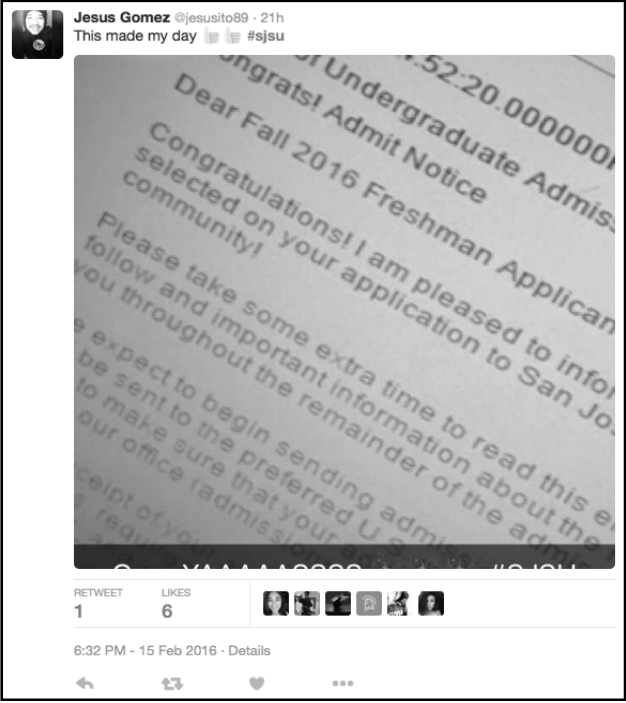 Jesus Gomez @jesusito89 · 21h
This made my day #sjsu
.52:20.000000
of Undergraduate Admiss
ongrats! Admit Notice
Dear Fall 2016 Freshman Applican
Congratulations! I am pleased to infor
selected on your application to San Jo
community!
Please take some extra time to read this e
follow and important information about the
you throughout the remainder of the admis
e expect to begin sending admiss
be sent to the preferred U.S.
to make sure that your
our office (admission
ceipt of your
requi
RETWEET LIKES
1 6
6:32 PM - 15 Feb 2016 · Details